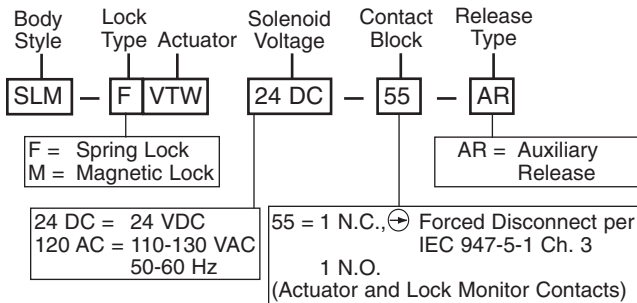 Body Style
Lock Type
Actuator
Solenoid Voltage
Contact Block
Release Type
SLM – F VTW 24 DC – 55 – AR
F = Spring Lock
M = Magnetic Lock
AR = Auxiliary
Release
24 DC = 24 VDC
120 AC = 110-130 VAC
50-60 Hz
55 = 1 N.C., Forced Disconnect per
IEC 947-5-1 Ch. 3
1 N.O.
(Actuator and Lock Monitor Contacts)